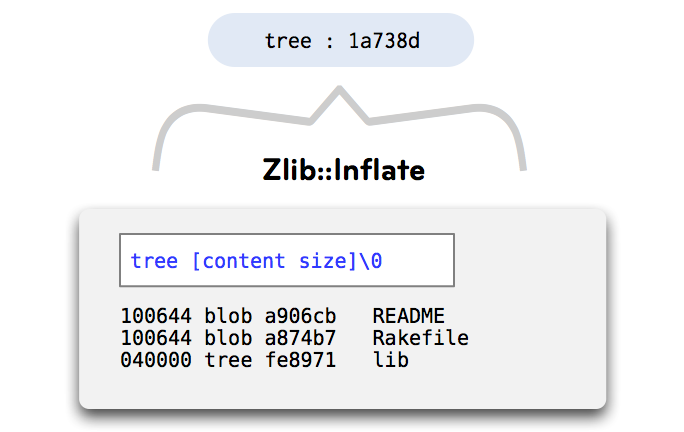 tree : 1a738d
Zlib::Inflate
tree [content size]\0
100644 blob a906cb   README
100644 blob a874b7   Rakefile
040000 tree fe8971   lib